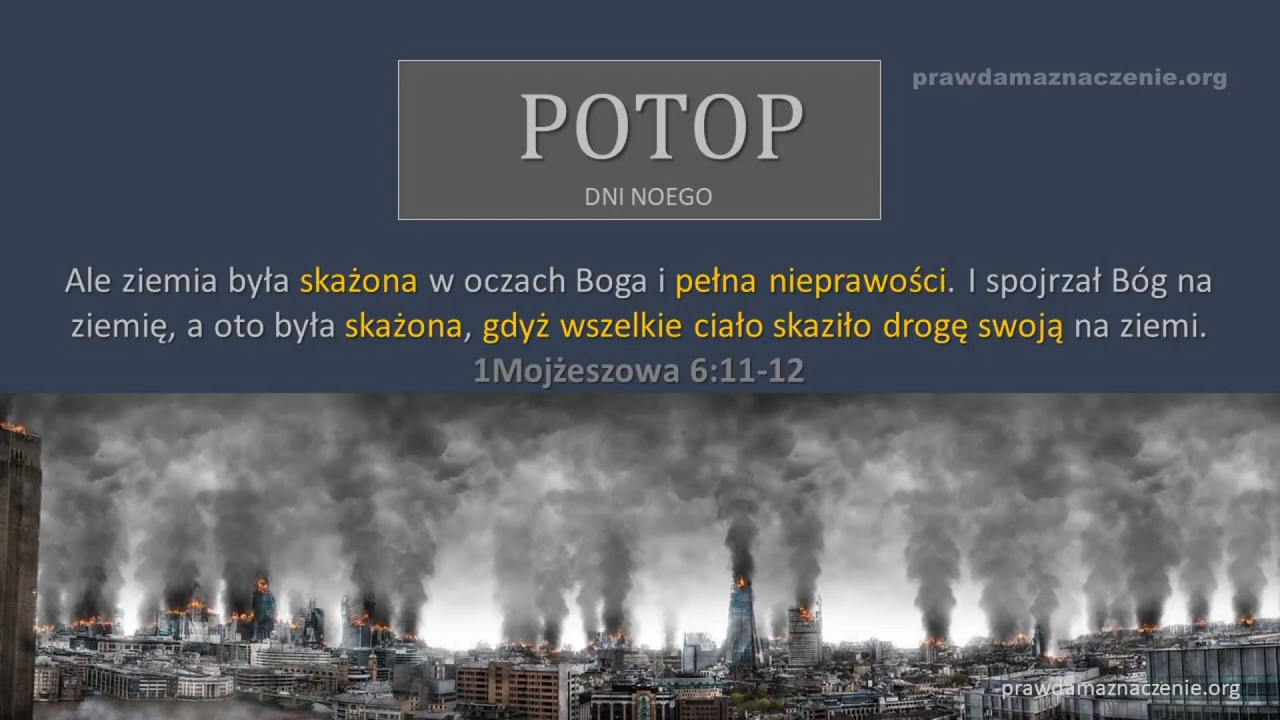 prawdamaznaczenie.org
POTOP
DNI NOEGO
Ale ziemia była skażona w oczach Boga i pełna nieprawości. I spojrzał Bóg na
ziemię, a oto była skażona, gdyż wszelkie ciało skaziło drogę swoją na ziemi.
1Mojżeszowa 6:11-12
prawdamaznaczenie.org